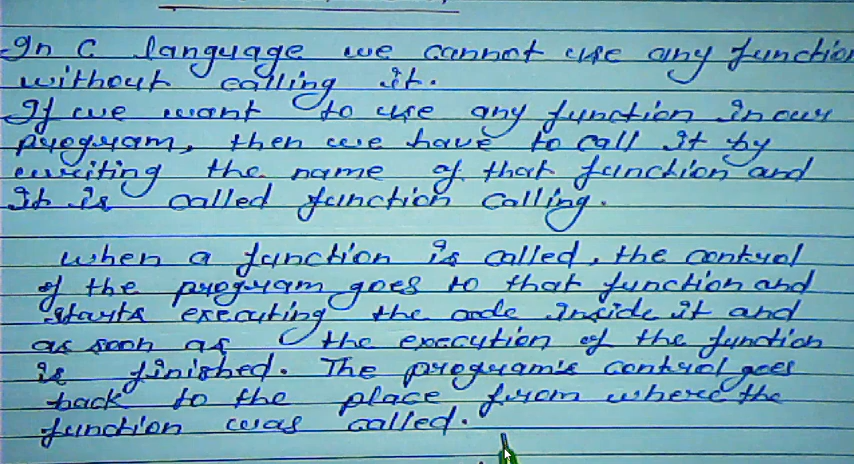 In C language we cannot use any function
without calling it.
If we want to use any function in our
program, then we have to call it by
writing the name of that function and
it is called function calling.
when a function is called, the control
of the program goes to that function and
starts executing the code inside it and
as soon as the execution of the function
is finished. The program's control goes
back to the place from where the
function was called.